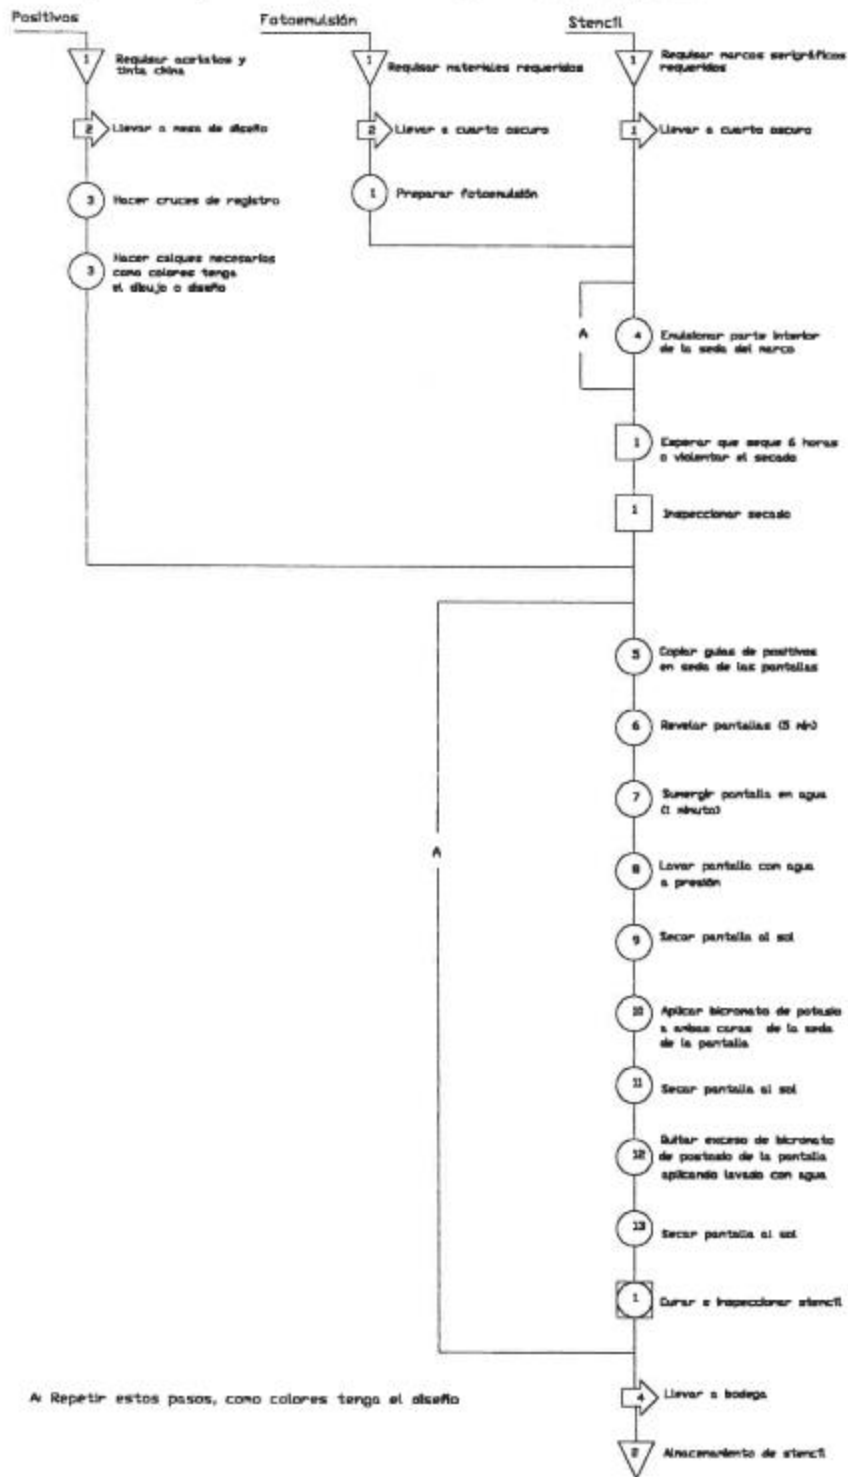 Positivos
1
Requisar acetatos y
tinta china
2
Llevar a mesa de diseño
3
Hacer cruces de registro
3
Hacer calques necesarios
como colores tenga
el dibujo o diseño
Fotoemulsión
1
Requisar materiales requeridos
2
Llevar a cuarto oscuro
1
Preparar fotoemulsión
Stencil
1
Requisar marcos serigráficos
requeridos
1
Llevar a cuarto oscuro
A
4
Emulsionar parte interior
de la seda del marco
1
Esperar que seque 6 horas
o violentar el secado
1
Inspeccionar secado
A
5
Copiar guias de positivos
en seda de las pantallas
6
Revelar pantallas (5 min)
7
Sumergir pantalla en agua
(1 minuto)
8
Lavar pantalla con agua
a presión
9
Secar pantalla al sol
10
Aplicar bicromato de potasio
a ambas caras de la seda
de la pantalla
11
Secar pantalla al sol
12
Quitar exceso de bicromato
de postasio de la pantalla
aplicando lavado con agua
13
Secar pantalla al sol
1
Curar e inspeccionar stencil
4
Llevar a bodega
2
Almacenamiento de stencil
A: Repetir estos pasos, como colores tenga el diseño